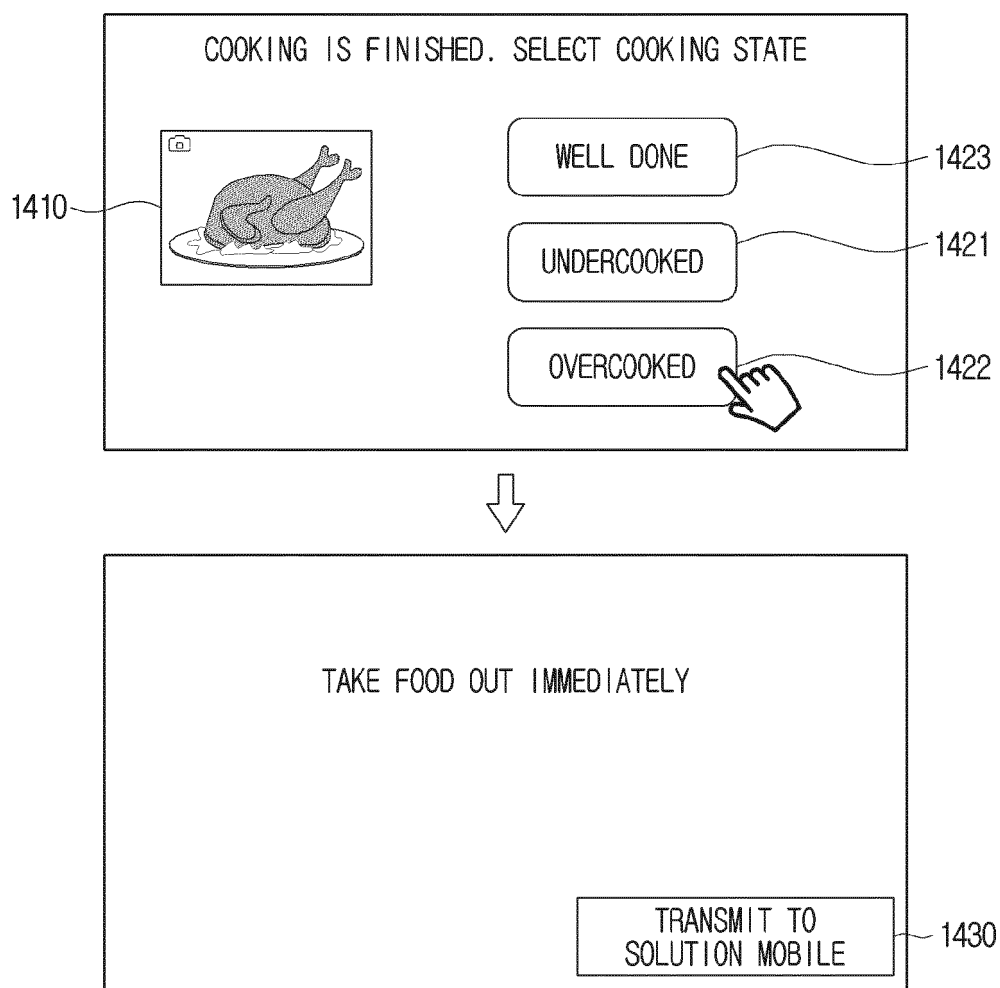 COOKING IS FINISHED. SELECT COOKING STATE
1410
WELL DONE
1423
UNDERCOOKED
1421
OVERCOOKED
1422
TAKE FOOD OUT IMMEDIATELY
TRANSMIT TO
SOLUTION MOBILE
1430